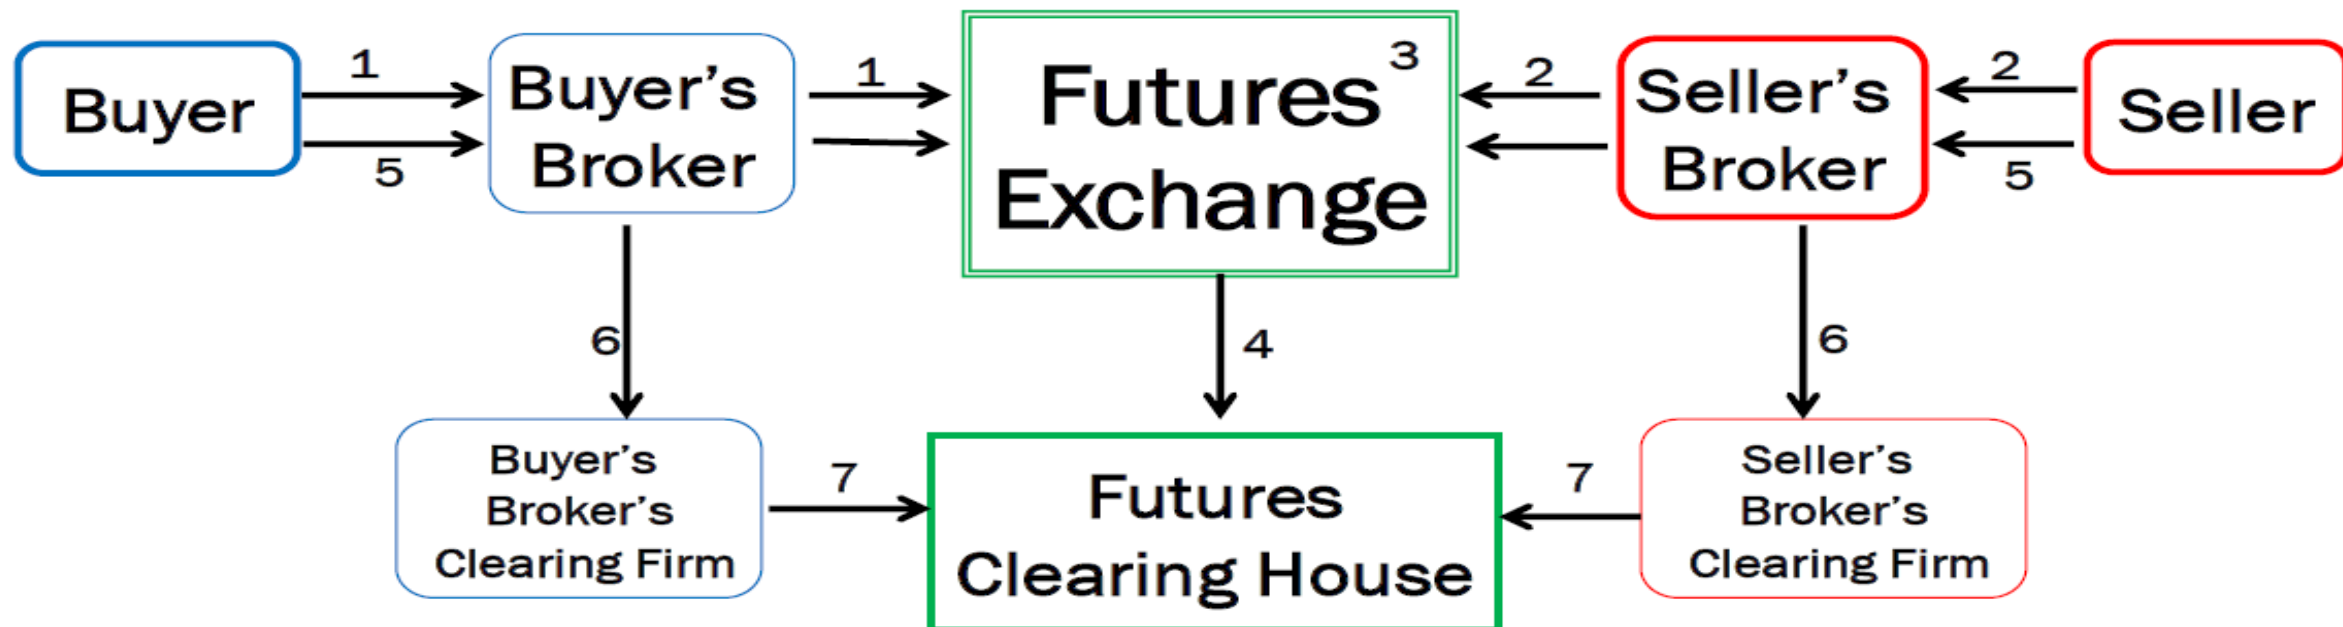 Buyer
1
5
Buyer's
Broker
1
Futures 3
Exchange
2
Seller's
Broker
2
5
Seller
6
4
6
Buyer's
Broker's
Clearing Firm
7
Futures
Clearing House
7
Seller's
Broker's
Clearing Firm